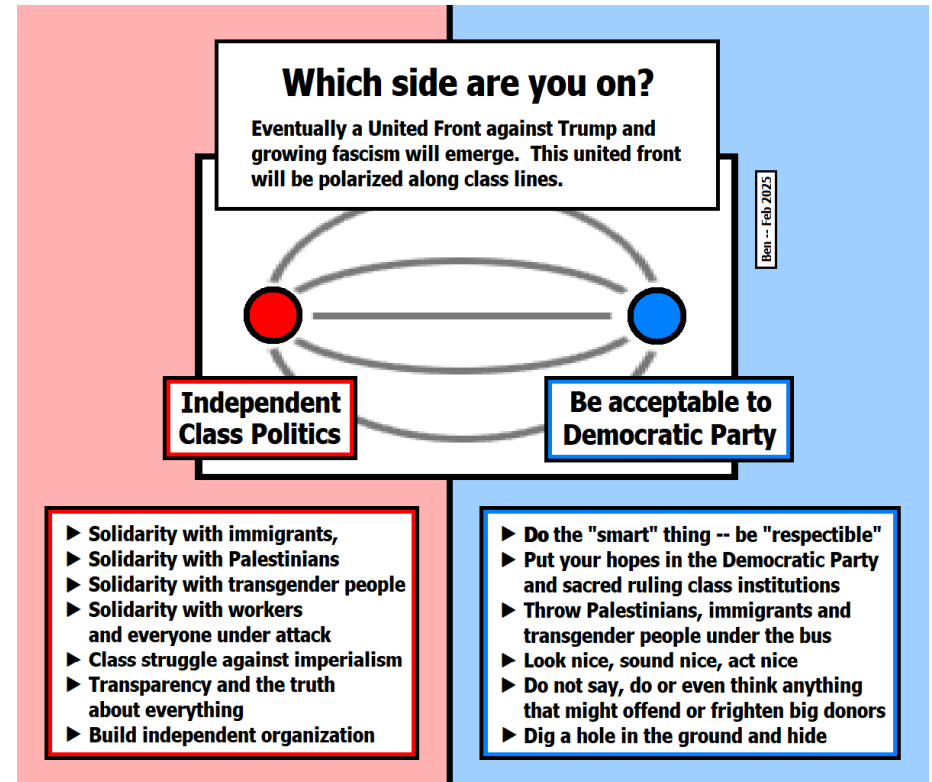 Which side are you on?
Eventually a United Front against Trump and
growing fascism will emerge.  This united front
will be polarized along class lines.
Ben -- Feb 2025
Independent
Class Politics
Be acceptable to
Democratic Party
▶ Solidarity with immigrants,
▶ Solidarity with Palestinians
▶ Solidarity with transgender people
▶ Solidarity with workers
and everyone under attack
▶ Class struggle against imperialism
▶ Transparency and the truth
about everything
▶ Build independent organization
▶ Do the "smart" thing -- be "respectible"
▶ Put your hopes in the Democratic Party
and sacred ruling class institutions
▶ Throw Palestinians, immigrants and
transgender people under the bus
▶ Look nice, sound nice, act nice
▶ Do not say, do or even think anything
that might offend or frighten big donors
▶ Dig a hole in the ground and hide